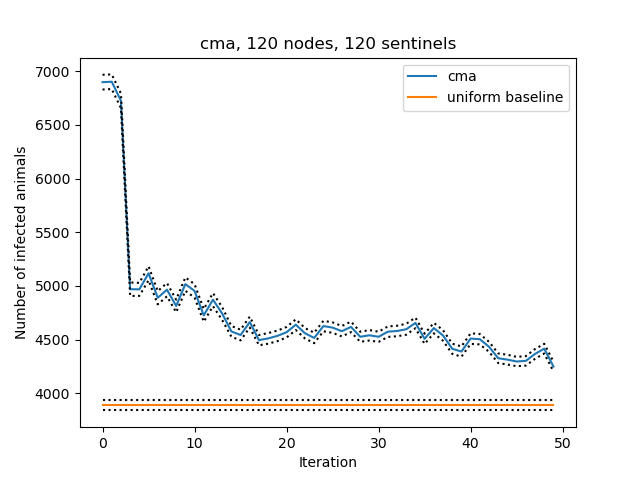 cma, 120 nodes, 120 sentinels
cma
uniform baseline
Number of infected animals
7000
6500
6000
5500
5000
4500
4000
0 10 20 30 40 50
Iteration